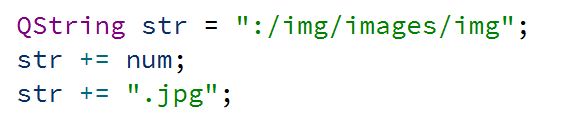 QString str = ":/img/images/img";
str += num;
str += ".jpg";